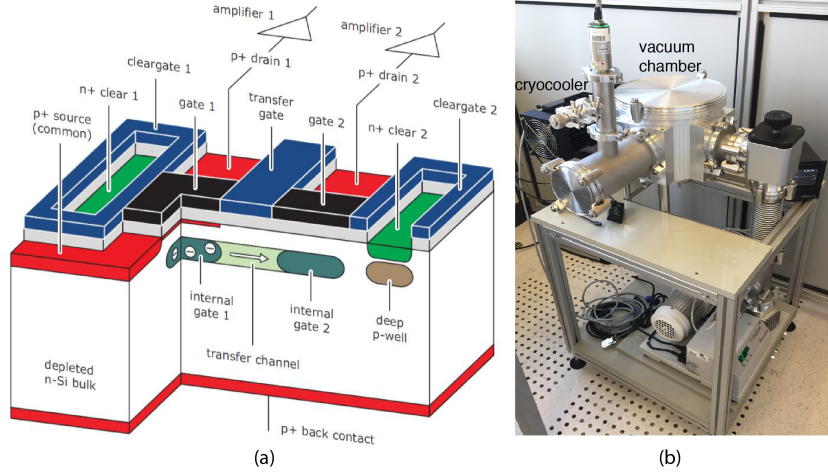 amplifier 1
amplifier 2
p+ drain 1
p+ drain 2
cleargate 1
n+ clear 1
gate 1
transfer
gate
gate 2
cleargate 2
n+ clear 2
p+ source
(common)
internal
gate 1
internal
gate 2
deep
p-well
transfer channel
depleted
n-Si bulk
p+ back contact
(a)
vacuum
chamber
cryocooler
(b)